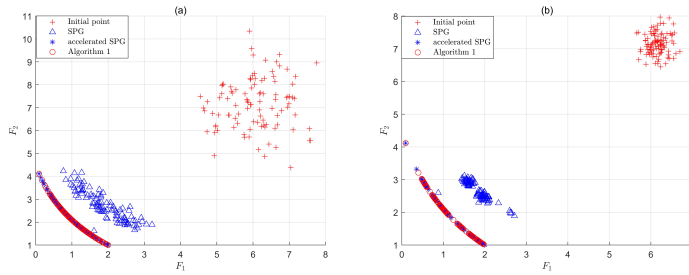 (a)
Initial point
SPG
accelerated SPG
Algorithm 1
11
10
9
8
7
6
5
4
3
2
1
F2
0 1 2 3 4 5 6 7 8
F1
(b)
Initial point
SPG
accelerated SPG
Algorithm 1
8
7
6
5
4
3
2
1
F2
0 1 2 3 4 5 6 7
F1